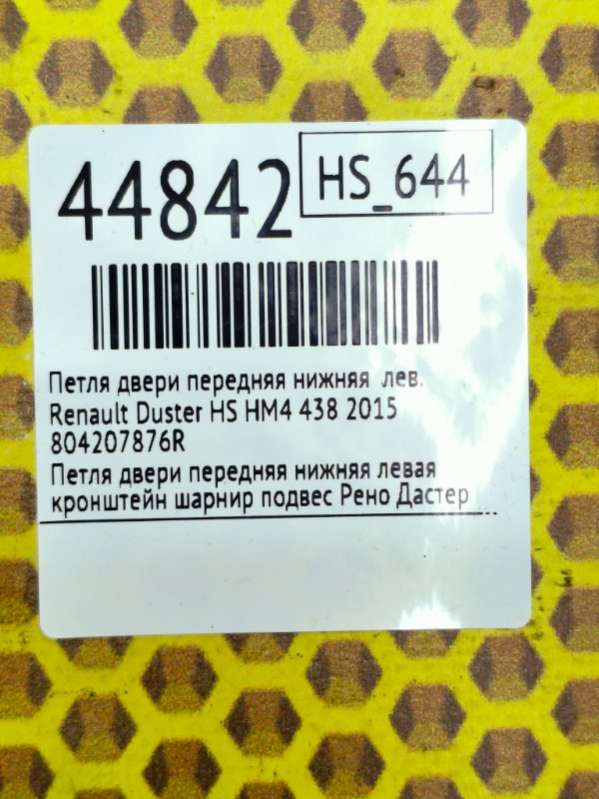 44842
HS_644
Петля двери передняя нижняя лев.
Renault Duster HS HM4 438 2015
804207876R
Петля двери передняя нижняя левая
кронштейн шарнир подвес Рено Дастер